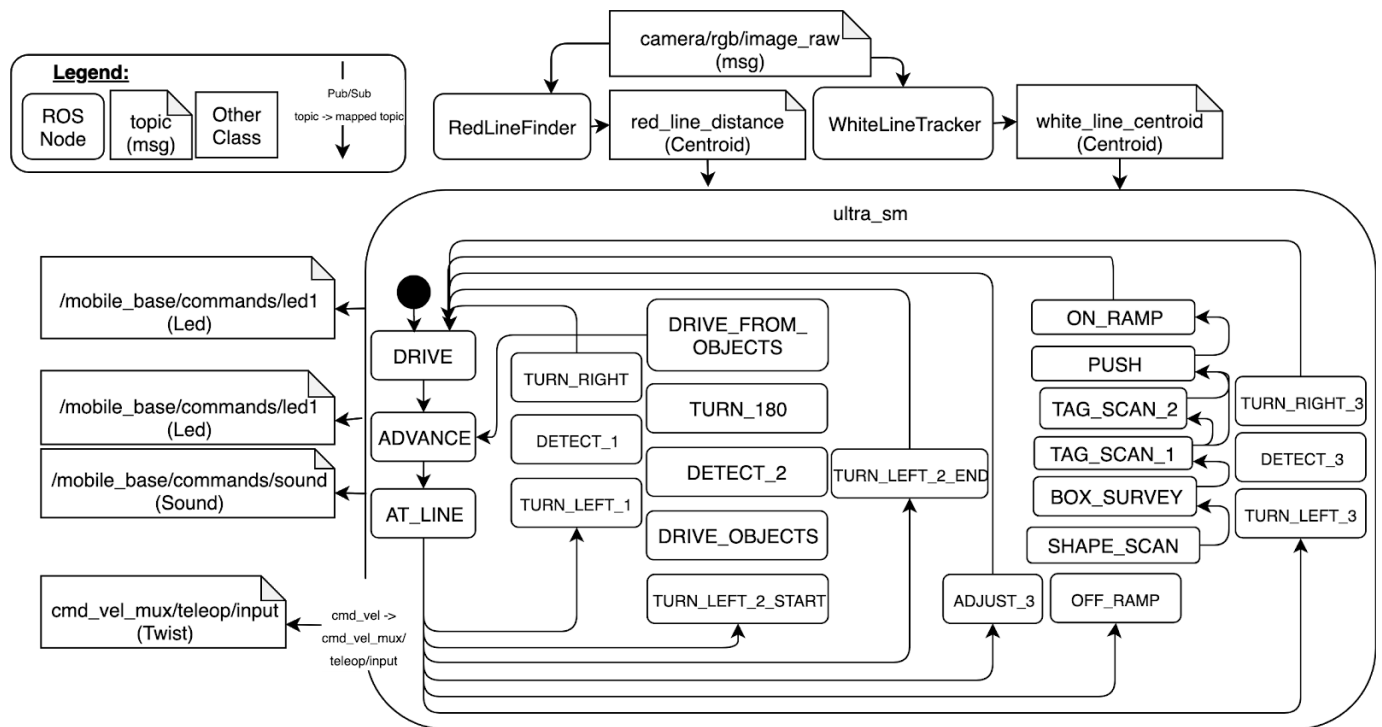 Legend:
ROS
Node
topic
(msg)
Other
Class
Pub/Sub
topic -> mapped topic
camera/rgb/image_raw
(msg)
RedLineFinder
red_line_distance
(Centroid)
WhiteLineTracker
white_line_centroid
(Centroid)
ultra_sm
/mobile_base/commands/led1
(Led)
/mobile_base/commands/led1
(Led)
/mobile_base/commands/sound
(Sound)
cmd_vel_mux/teleop/input
(Twist)
cmd_vel ->
cmd_vel_mux/
teleop/input
DRIVE
ADVANCE
AT_LINE
TURN_RIGHT
DETECT_1
TURN_LEFT_1
DRIVE_FROM_
OBJECTS
TURN_180
DETECT_2
DRIVE_OBJECTS
TURN_LEFT_2_START
TURN_LEFT_2_END
ADJUST_3
ON_RAMP
PUSH
TAG_SCAN_2
TAG_SCAN_1
BOX_SURVEY
SHAPE_SCAN
OFF_RAMP
TURN_RIGHT_3
DETECT_3
TURN_LEFT_3